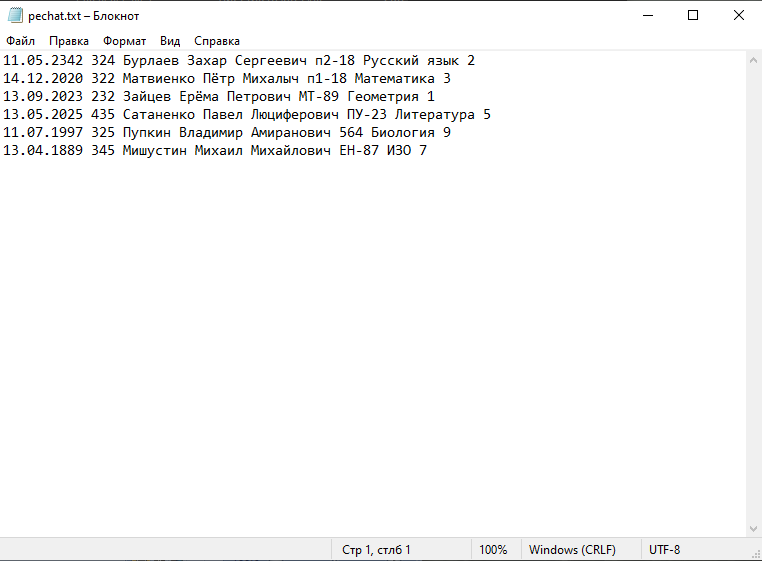 pechat.txt – Блокнот
Файл Правка Формат Вид Справка
11.05.2342 324 Бурлаев Захар Сергеевич п2-18 Русский язык 2
14.12.2020 322 Матвиенко Пётр Михалыч п1-18 Математика 3
13.09.2023 232 Зайцев Ерёма Петрович МТ-89 Геометрия 1
13.05.2025 435 Сатаненко Павел Люциферович ПУ-23 Литература 5
11.07.1997 325 Пупкин Владимир Амиранович 564 Биология 9
13.04.1889 345 Мишустин Михаил Михайлович ЕН-87 ИЗО 7
Стр 1, стлб 1 100% Windows (CRLF) UTF-8